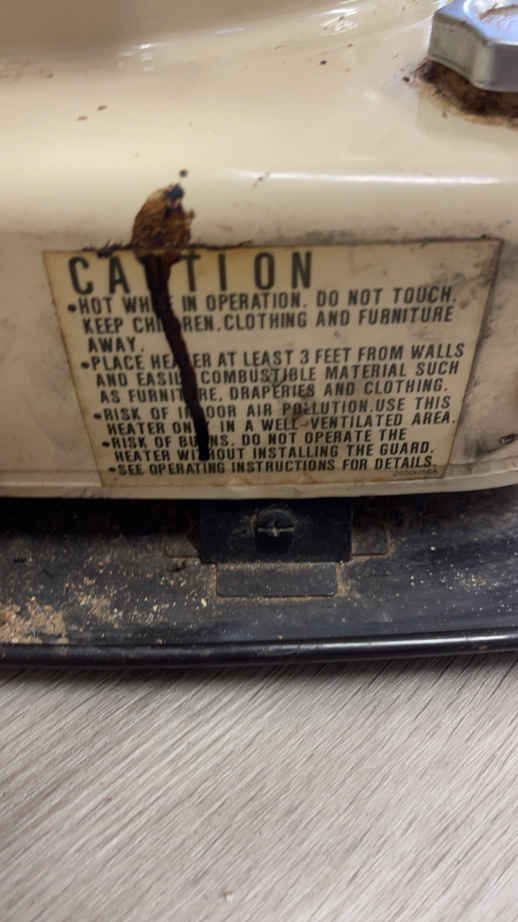 CAUTION
•HOT WHILE IN OPERATION. DO NOT TOUCH.
KEEP CHILDREN, CLOTHING AND FURNITURE
AWAY.
•PLACE HEATER AT LEAST 3 FEET FROM WALLS
AND EASILY COMBUSTIBLE MATERIAL SUCH
AS FURNITURE, DRAPERIES AND CLOTHING.
•RISK OF INDOOR AIR POLLUTION. USE THIS
HEATER ONLY IN A WELL-VENTILATED AREA.
•RISK OF BURNS. DO NOT OPERATE THE
HEATER WITHOUT INSTALLING THE GUARD.
•SEE OPERATING INSTRUCTIONS FOR DETAILS.